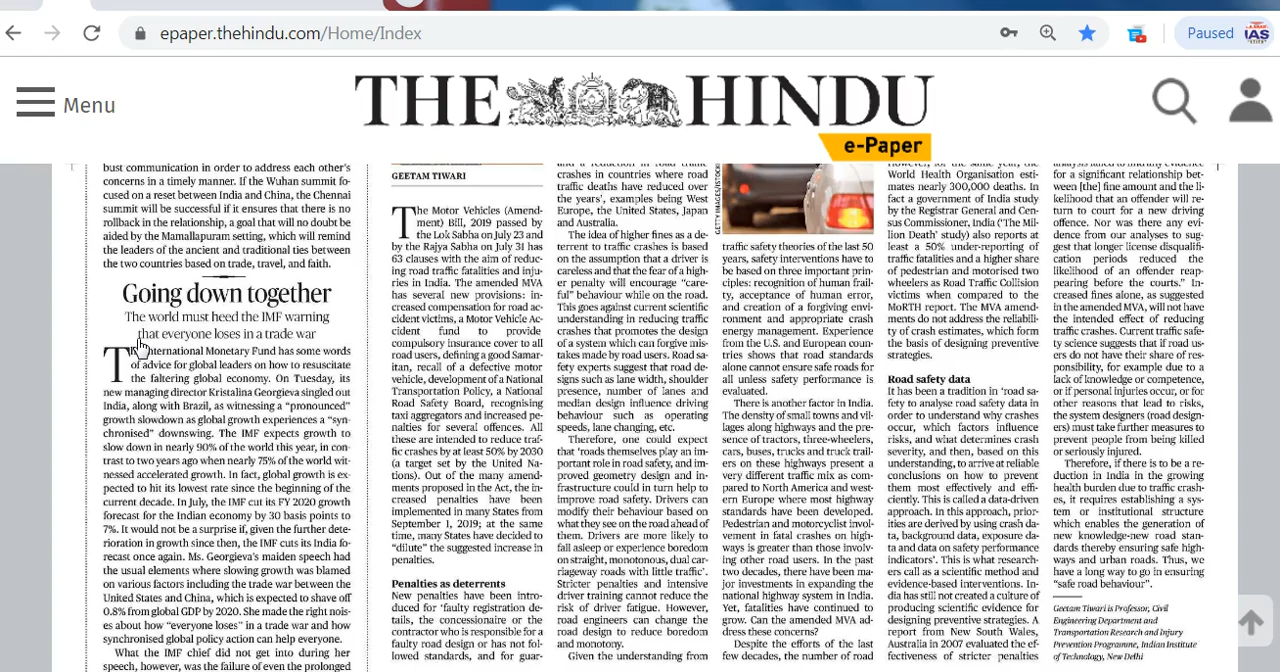 epaper.thehindu.com/Home/Index
Paused
IAS
Menu
THE HINDU
e-Paper
bust communication in order to address each other's
concerns in a timely manner. If the Wuhan summit fo-
cused on a reset between India and China, the Chennai
summit will be successful if it ensures that there is no
rollback in the relationship, a goal that will no doubt be
aided by the Mamallapuram setting, which will remind
the leaders of the ancient and traditional ties between
the two countries based on trade, travel, and faith.
Going down together
The world must heed the IMF warning
that everyone loses in a trade war
The International Monetary Fund has some words
of advice for global leaders on how to resuscitate
the faltering global economy. On Tuesday, its
new managing director Kristalina Georgieva singled out
India, along with Brazil, as witnessing a “pronounced”
growth slowdown as global growth experiences a “syn-
chronised” downswing. The IMF expects growth to
slow down in nearly 90% of the world this year, in con-
trast to two years ago when nearly 75% of the world wit-
nessed accelerated growth. In fact, global growth is ex-
pected to hit its lowest rate since the beginning of the
current decade. In July, the IMF cut its FY 2020 growth
forecast for the Indian economy by 30 basis points to
7%. It would not be a surprise if, given the further dete-
rioration in growth since then, the IMF cuts its India fo-
recast once again. Ms. Georgieva's maiden speech had
the usual elements where slowing growth was blamed
on various factors including the trade war between the
United States and China, which is expected to shave off
0.8% from global GDP by 2020. She made the right nois-
es about how “everyone loses” in a trade war and how
synchronised global policy action can help everyone.
What the IMF chief did not get into during her
speech, however, was the failure of even the prolonged
GEETAM TIWARI
The Motor Vehicles (Amend-
ment) Bill, 2019 passed by
the Lok Sabha on July 23 and
by the Rajya Sabha on July 31 has
63 clauses with the aim of reduc-
ing road traffic fatalities and inju-
ries in India. The amended MVA
has several new provisions: in-
creased compensation for road ac-
cident victims, a Motor Vehicle Ac-
cident fund to provide
compulsory insurance cover to all
road users, defining a good Samar-
itan, recall of a defective motor
vehicle, development of a National
Transportation Policy, a National
Road Safety Board, recognising
taxi aggregators and increased pe-
nalties for several offences. All
these are intended to reduce traf-
fic crashes by at least 50% by 2030
(a target set by the United Na-
tions). Out of the many amend-
ments proposed in the Act, the in-
creased penalties have been
implemented in many States from
September 1, 2019; at the same
time, many States have decided to
“dilute” the suggested increase in
penalties.
Penalties as deterrents
New penalties have been intro-
duced for ‘faulty registration de-
tails, the concessionaire or the
contractor who is responsible for a
faulty road design or has not fol-
lowed standards, and for guar-
and a reduction in road traffic
crashes in countries where road
traffic deaths have reduced over
the years’, examples being West
Europe, the United States, Japan
and Australia.
The idea of higher fines as a de-
terrent to traffic crashes is based
on the assumption that a driver is
careless and that the fear of a high-
er penalty will encourage “care-
ful” behaviour while on the road.
This goes against current scientific
understanding in reducing traffic
crashes that promotes the design
of a system which can forgive mis-
takes made by road users. Road sa-
fety experts suggest that road de-
signs such as lane width, shoulder
presence, number of lanes and
median design influence driving
behaviour such as operating
speeds, lane changing, etc.
Therefore, one could expect
that ‘roads themselves play an im-
portant role in road safety, and im-
proved geometry design and in-
frastructure could in turn help to
improve road safety. Drivers can
modify their behaviour based on
what they see on the road ahead of
them. Drivers are more likely to
fall asleep or experience boredom
on straight, monotonous, dual car-
riageway roads with little traffic’.
Stricter penalties and intensive
driver training cannot reduce the
risk of driver fatigue. However,
road engineers can change the
road design to reduce boredom
and monotony.
Given the understanding from
GETTY IMAGES/ISTOCK
traffic safety theories of the last 50
years, safety interventions have to
be based on three important prin-
ciples: recognition of human frail-
ty, acceptance of human error,
and creation of a forgiving envi-
ronment and appropriate crash
energy management. Experience
from the U.S. and European coun-
tries shows that road standards
alone cannot ensure safe roads for
all unless safety performance is
evaluated.
There is another factor in India.
The density of small towns and vil-
lages along highways and the pre-
sence of tractors, three-wheelers,
cars, buses, trucks and truck trail-
ers on these highways present a
very different traffic mix as com-
pared to North America and west-
ern Europe where most highway
standards have been developed.
Pedestrian and motorcyclist invol-
vement in fatal crashes on high-
ways is greater than those involv-
ing other road users. In the past
two decades, there have been ma-
jor investments in expanding the
national highway system in India.
Yet, fatalities have continued to
grow. Can the amended MVA ad-
dress these concerns?
Despite the efforts of the last
few decades, the number of road
However, for the same year, the
World Health Organisation esti-
mates nearly 300,000 deaths. In
fact a government of India study
by the Registrar General and Cen-
sus Commissioner, India (‘The Mil-
lion Death’ study) also reports at
least a 50% under-reporting of
traffic fatalities and a higher share
of pedestrian and motorised two
wheelers as Road Traffic Collision
victims when compared to the
MoRTH report. The MVA amend-
ments do not address the reliabili-
ty of crash estimates, which form
the basis of designing preventive
strategies.
Road safety data
It has been a tradition in ‘road sa-
fety to analyse road safety data in
order to understand why crashes
occur, which factors influence
risks, and what determines crash
severity, and then, based on this
understanding, to arrive at reliable
conclusions on how to prevent
them most effectively and effi-
ciently. This is called a data-driven
approach. In this approach, prior-
ities are derived by using crash da-
ta, background data, exposure da-
ta and data on safety performance
indicators’. This is what research-
ers call as a scientific method and
evidence-based interventions. In-
dia has still not created a culture of
producing scientific evidence for
designing preventive strategies. A
report from New South Wales,
Australia in 2007 evaluated the ef-
fectiveness of stricter penalties
analysis failed to find any evidence
for a significant relationship bet-
ween [the] fine amount and the li-
kelihood that an offender will re-
turn to court for a new driving
offence. Nor was there any evi-
dence from our analyses to sug-
gest that longer license disqualifi-
cation periods reduced the
likelihood of an offender reap-
pearing before the courts.” In-
creased fines alone, as suggested
in the amended MVA, will not have
the intended effect of reducing
traffic crashes. Current traffic safe-
ty science suggests that if road us-
ers do not have their share of res-
ponsibility, for example due to a
lack of knowledge or competence,
or if personal injuries occur, or for
other reasons that lead to risks,
the system designers (road design-
ers) must take further measures to
prevent people from being killed
or seriously injured.
Therefore, if there is to be a re-
duction in India in the growing
health burden due to traffic crash-
es, it requires establishing a sys-
tem or institutional structure
which enables the generation of
new knowledge-new road stan-
dards thereby ensuring safe high-
ways and urban roads. Thus, we
have a long way to go in ensuring
“safe road behaviour”.
Geetam Tiwari is Professor, Civil
Engineering Department and
Transportation Research and Injury
Prevention Programme, Indian Institute
of Technology, New Delhi